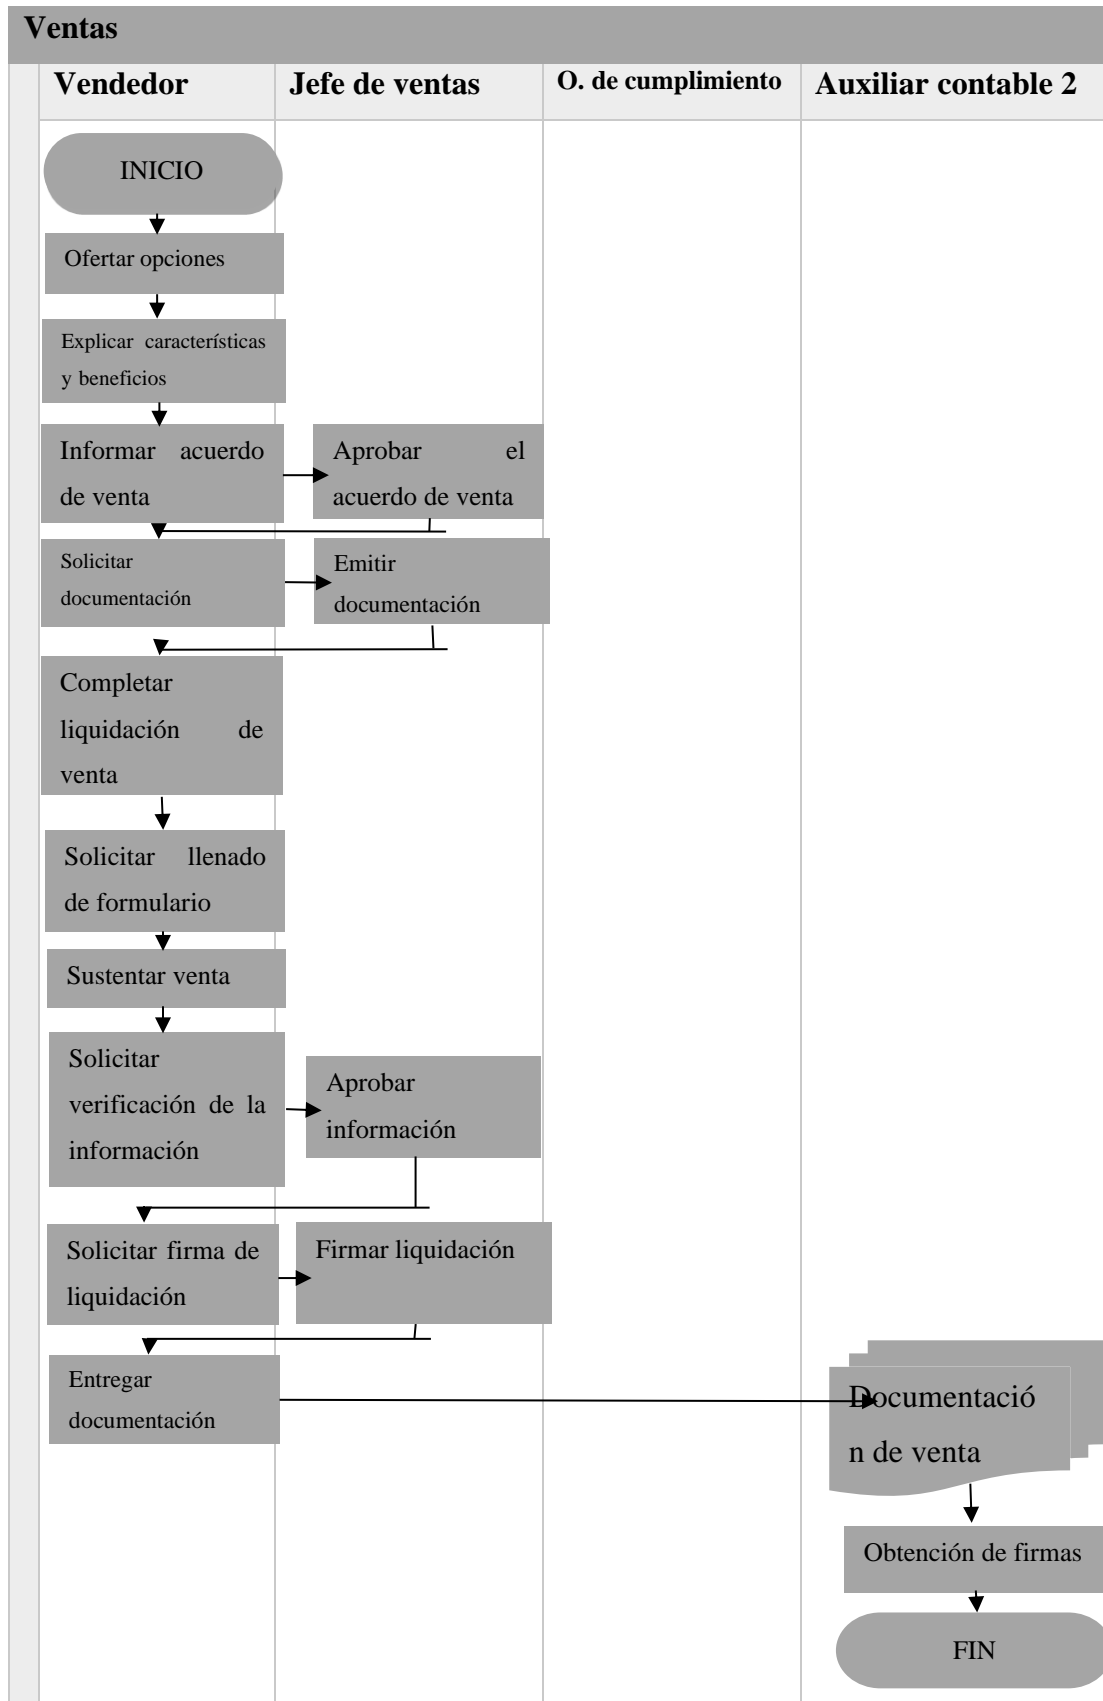 Ventas
Vendedor
Jefe de ventas
O. de cumplimiento
Auxiliar contable 2
INICIO
Ofertar opciones
Explicar características
y beneficios
Informar acuerdo
de venta
Aprobar el
acuerdo de venta
Solicitar
documentación
Emitir
documentación
Completar
liquidación de
venta
Solicitar llenado
de formulario
Sustentar venta
Solicitar
verificación de la
información
Aprobar
información
Solicitar firma de
liquidación
Firmar liquidación
Entregar
documentación
Documentació
n de venta
Obtención de firmas
FIN